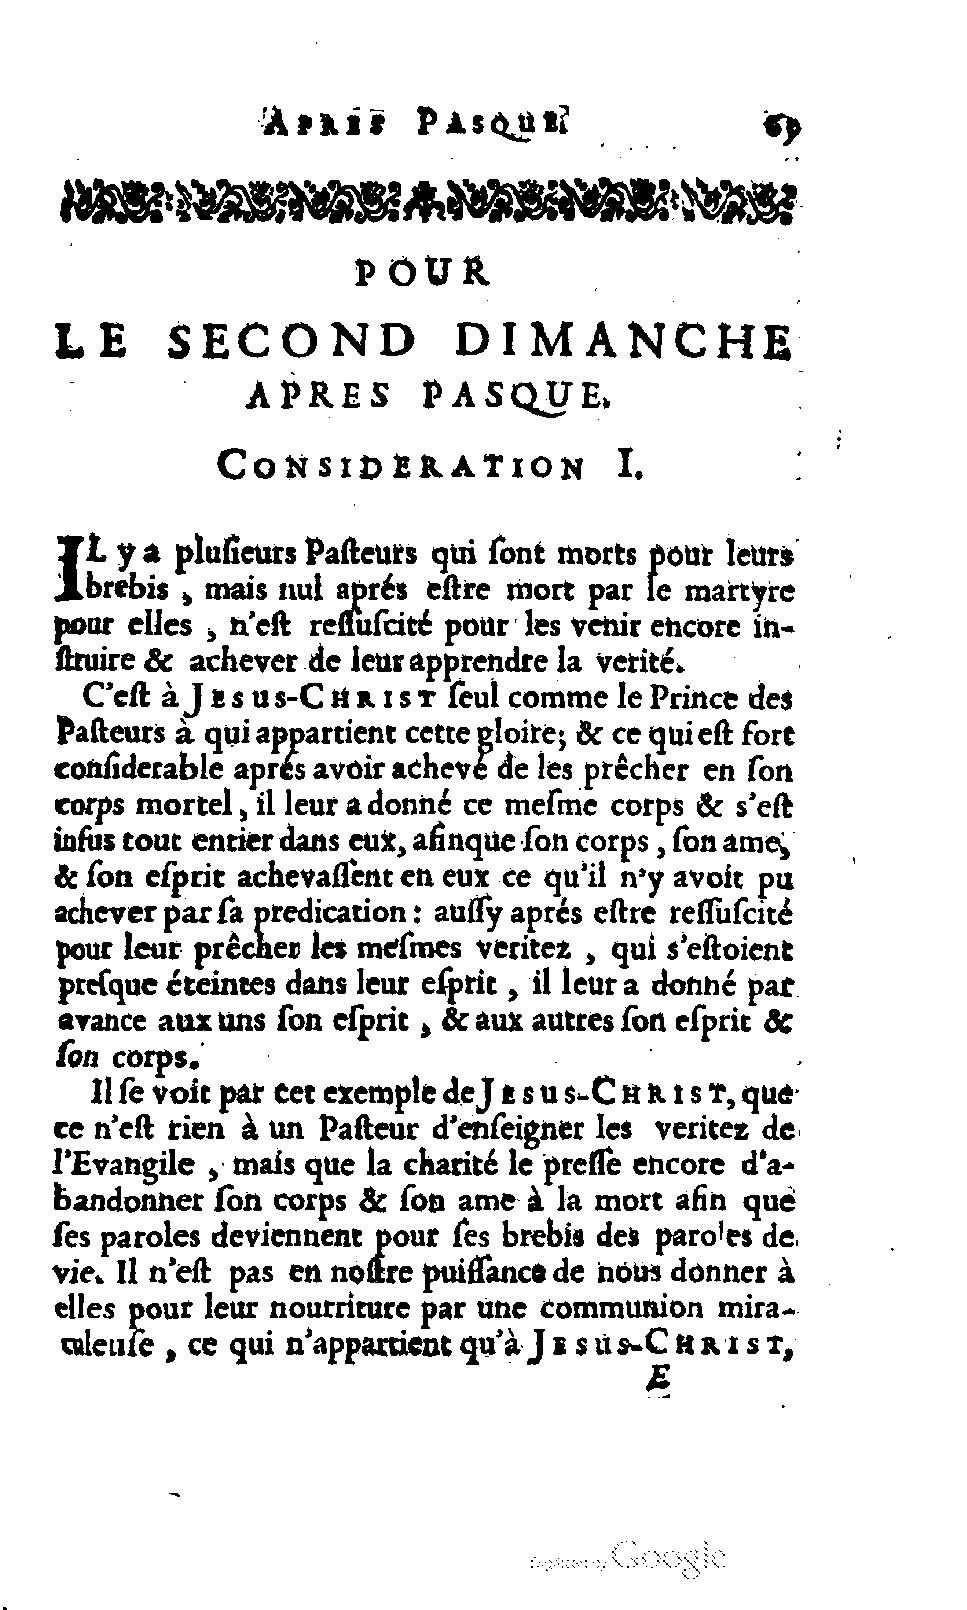 APRES PASQUE. 69
POUR
LE SECOND DIMANCHE
APRES PASQUE.
CONSIDERATION I.
IL y a pluſieurs Paſteurs qui ſont morts pour leurs
brebis, mais nul aprés eſtre mort par le martyre
pour elles, n'eſt reſſuſcité pour les venir encore in-
ſtruire & achever de leur apprendre la verité.
C'eſt à JESUS-CHRIST ſeul comme le Prince des
Paſteurs à qui appartient cette gloire; & ce qui eſt fort
conſiderable aprés avoir achevé de les prêcher en ſon
corps mortel, il leur a donné ce meſme corps & s'eſt
infus tout entier dans eux, afinque ſon corps, ſon ame,
& ſon eſprit achevaſſent en eux ce qu'il n'y avoit pu
achever par ſa predication: auſſy aprés eſtre reſſuſcité
pour leur prêcher les meſmes veritez, qui s'eſtoient
preſque éteintes dans leur eſprit, il leur a donné par
avance aux uns ſon eſprit, & aux autres ſon eſprit &
ſon corps.
Il ſe voit par cet exemple de JESUS-CHRIST, que
ce n'eſt rien à un Paſteur d'enſeigner les veritez de
l'Evangile, mais que la charité le preſſe encore d'a-
bandonner ſon corps & ſon ame à la mort afin que
ſes paroles deviennent pour ſes brebis des paroles de
vie. Il n'eſt pas en noſtre puiſſance de nous donner à
elles pour leur nourriture par une communion mira-
culeuſe, ce qui n'appartient qu'à JESUS-CHRIST,
E
Digitized by Google